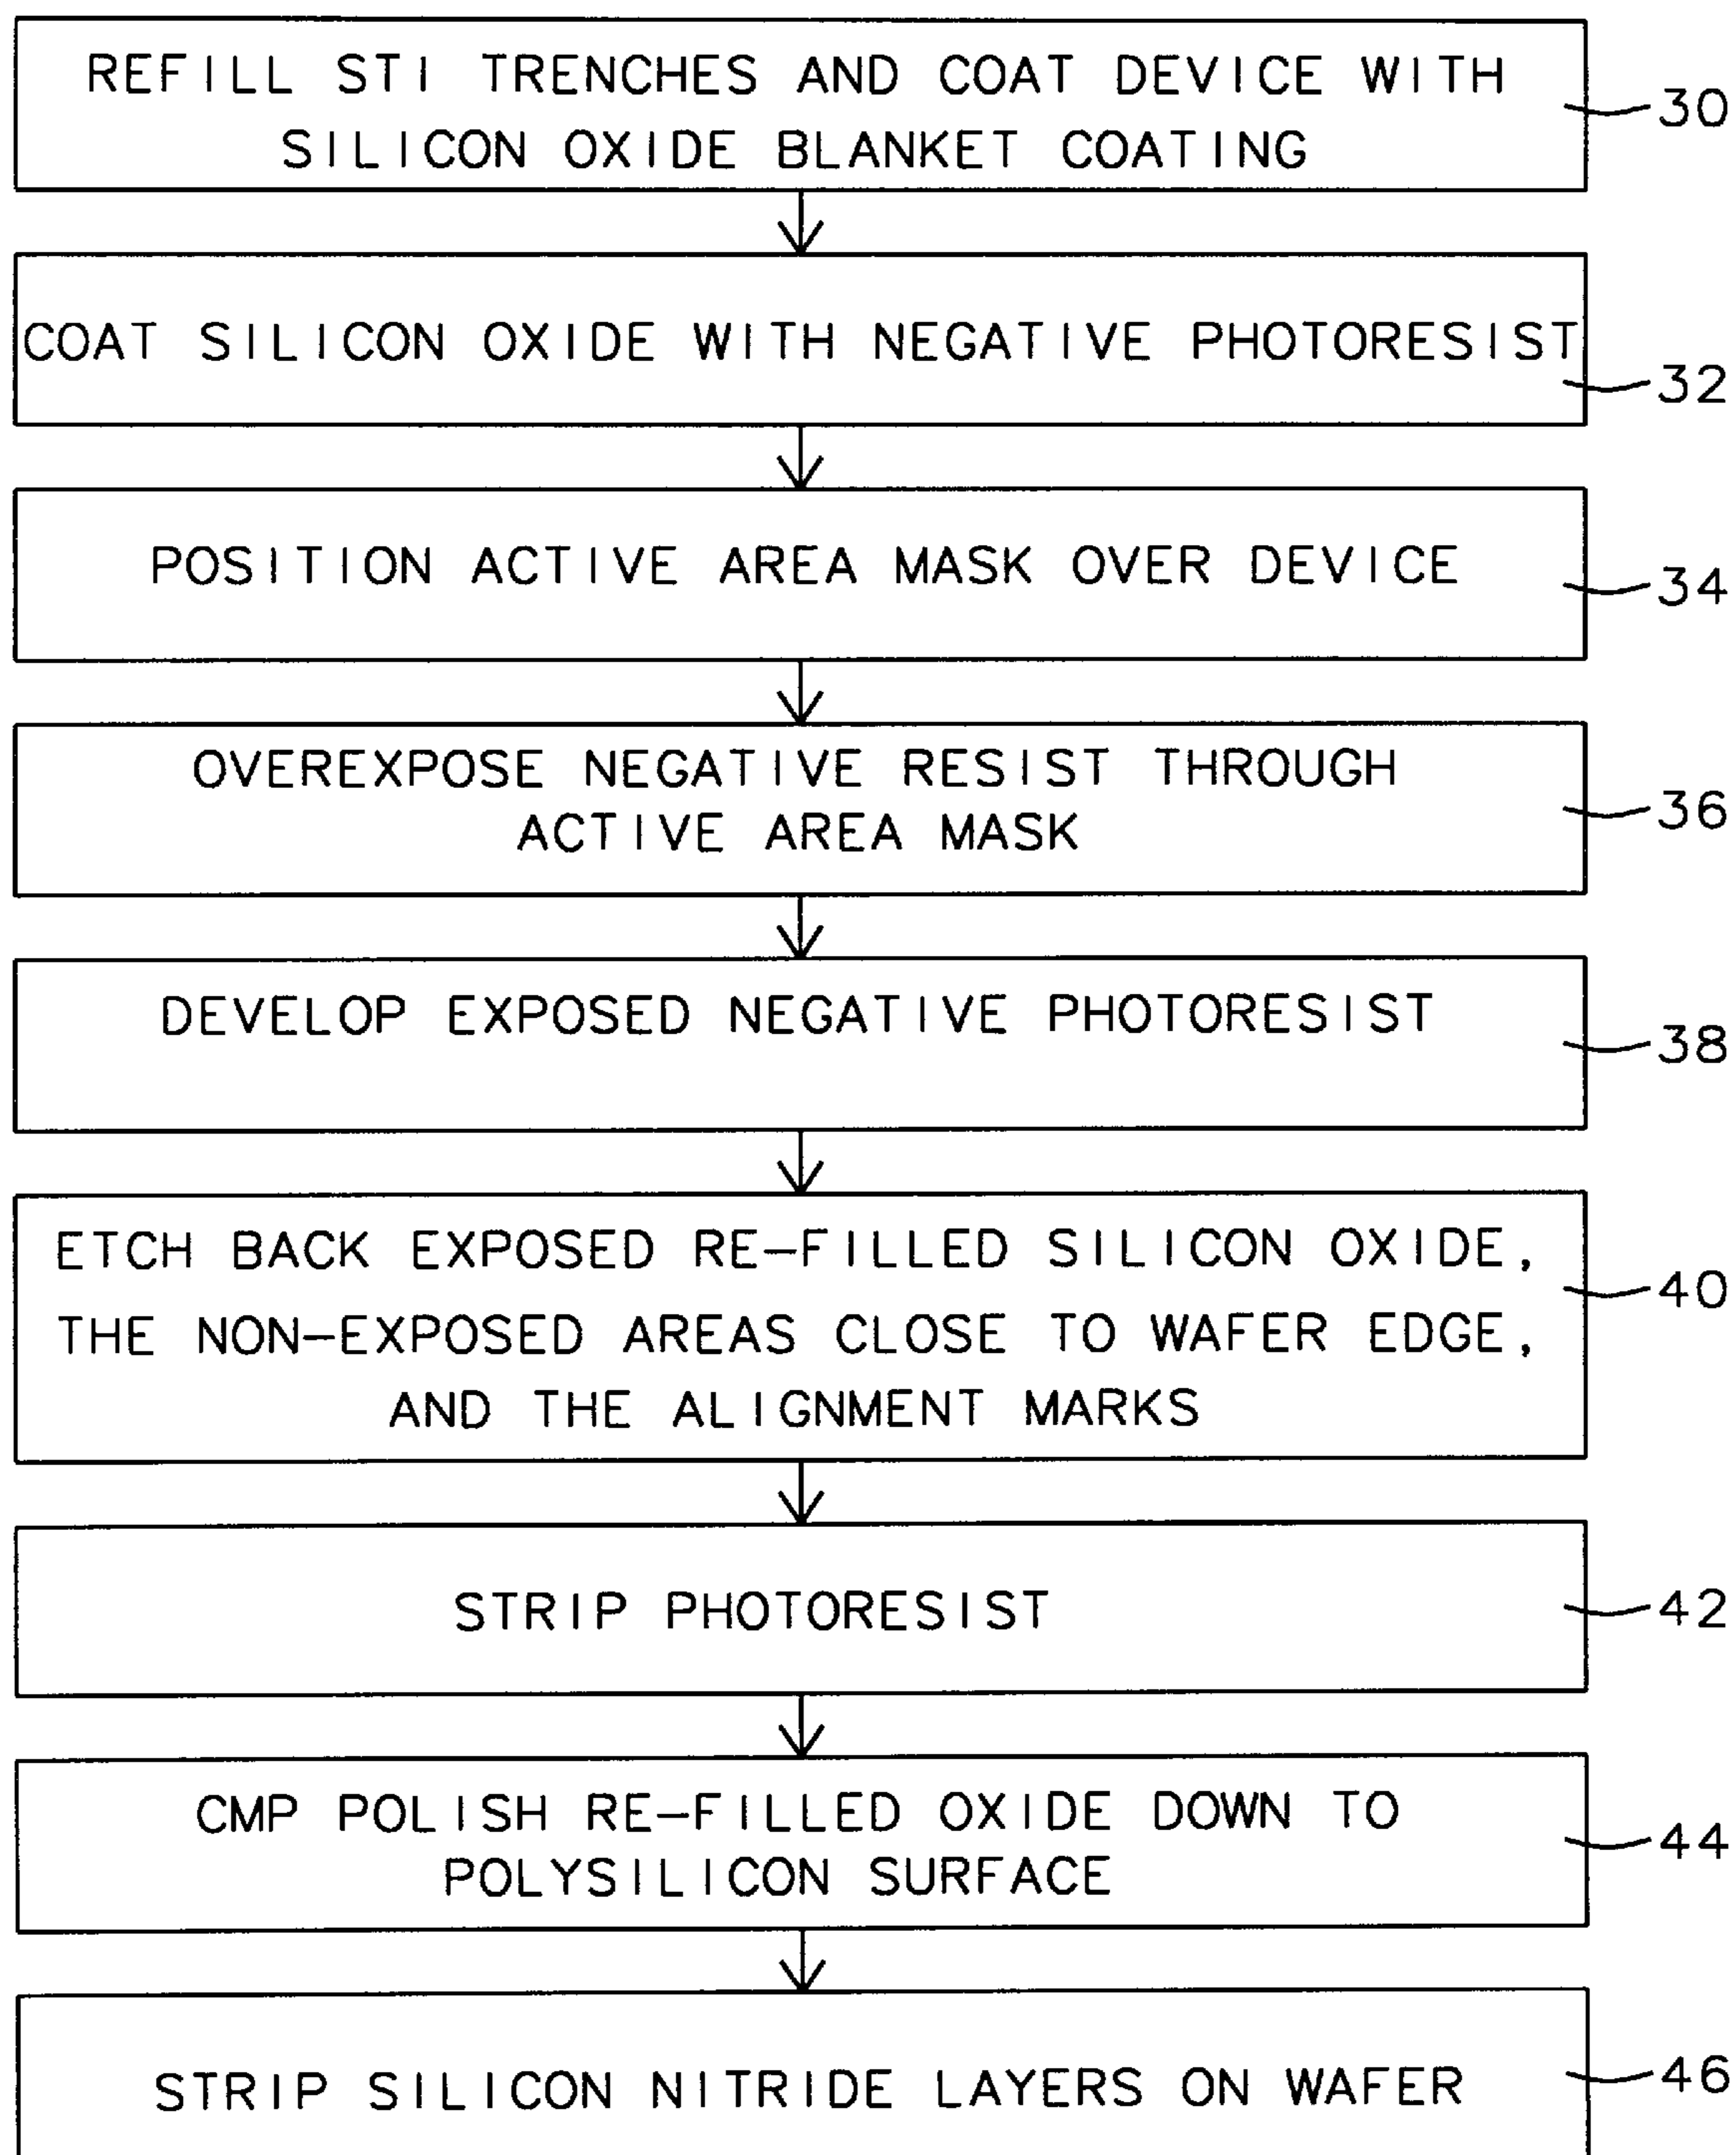 REFILL STI TRENCHES AND COAT DEVICE WITH
SILICON OXIDE BLANKET COATING
30
COAT SILICON OXIDE WITH NEGATIVE PHOTORESIST
32
POSITION ACTIVE AREA MASK OVER DEVICE
34
OVEREXPOSE NEGATIVE RESIST THROUGH
ACTIVE AREA MASK
36
DEVELOP EXPOSED NEGATIVE PHOTORESIST
38
ETCH BACK EXPOSED RE-FILLED SILICON OXIDE,
THE NON-EXPOSED AREAS CLOSE TO WAFER EDGE,
AND THE ALIGNMENT MARKS
40
STRIP PHOTORESIST
42
CMP POLISH RE-FILLED OXIDE DOWN TO
POLYSILICON SURFACE
44
STRIP SILICON NITRIDE LAYERS ON WAFER
46